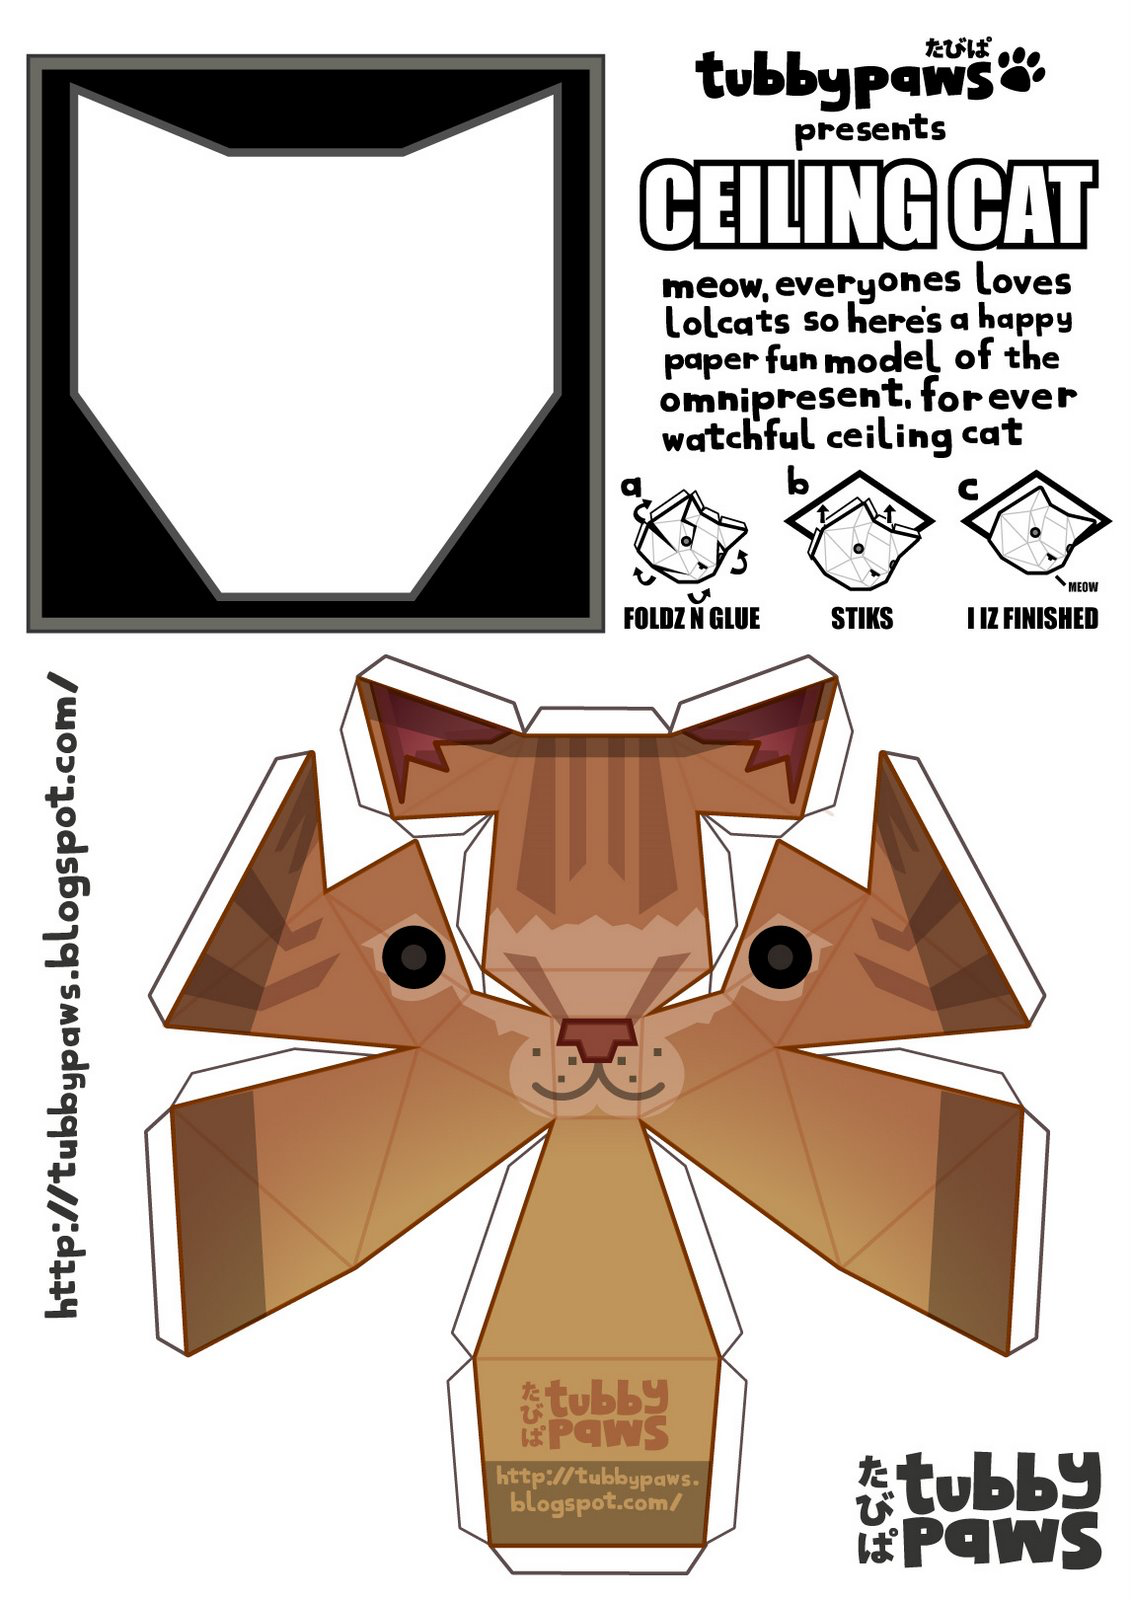 たびぱ
tubbypaws
presents
CEILING CAT
meow, everyones loves
lolcats so here's a happy
paper fun model of the
omnipresent, for ever
watchful ceiling cat
a
b
c
MEOW
FOLDZ N GLUE
STIKS
I IZ FINISHED
http://tubbypaws.blogspot.com/
たびぱ
tubby
paws
http://tubbypaws.
blogspot.com/
たびぱ
tubby
paws